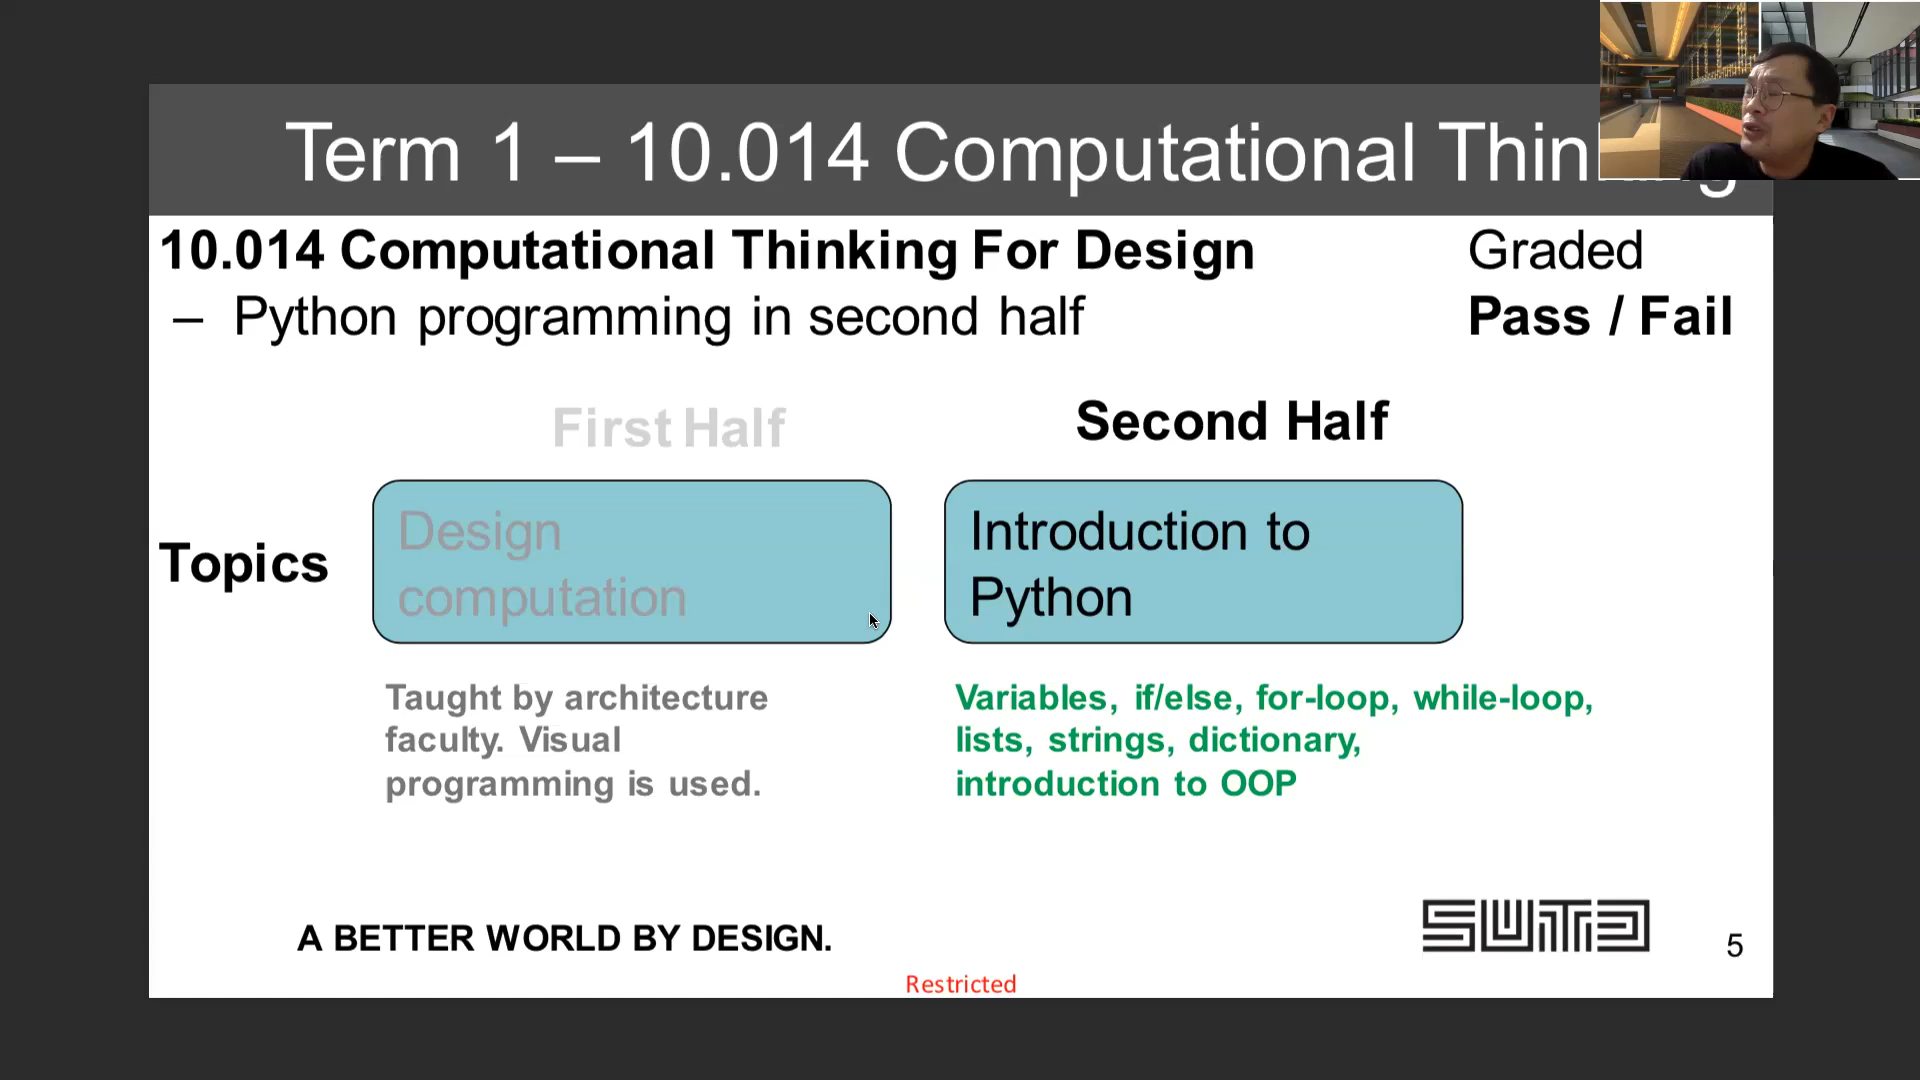 Term 1 – 10.014 Computational Thinking
10.014 Computational Thinking For Design
Graded
– Python programming in second half
Pass / Fail
First Half
Second Half
Topics
Design
computation
Introduction to
Python
Taught by architecture
faculty. Visual
programming is used.
Variables, if/else, for-loop, while-loop,
lists, strings, dictionary,
introduction to OOP
A BETTER WORLD BY DESIGN.
SUTD
5
Restricted